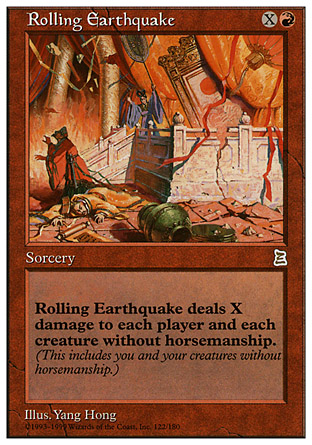 Rolling Earthquake X
Sorcery
Rolling Earthquake deals X
damage to each player and each
creature without horsemanship.
(This includes you and your creatures without
horsemanship.)
Illus. Yang Hong
©1993-1999 Wizards of the Coast, Inc. 122/180